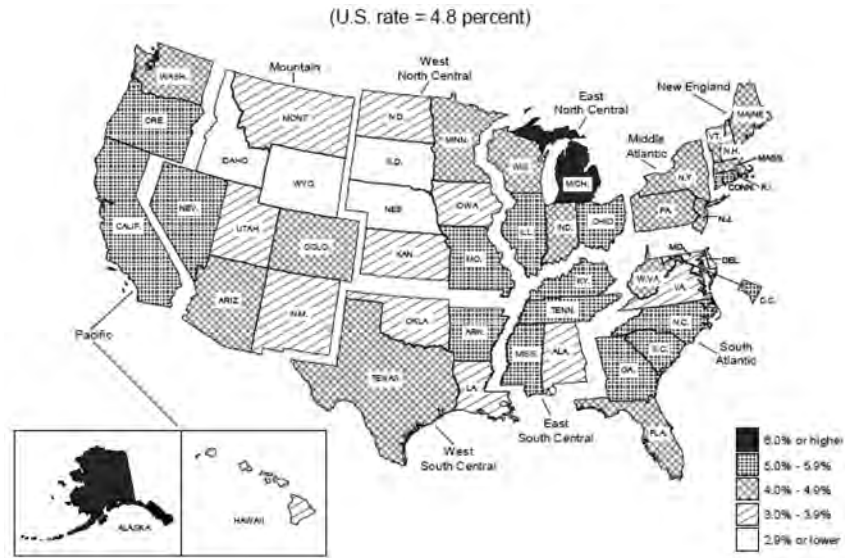 (U.S. rate = 4.8 percent)
West
North Central
Mountain
New England
East
North Central
Middle
Atlantic
WASH.
MONT.
N.D.
MINN.
MAINE
VT.
N.H.
ORE.
IDAHO
S.D.
WIS.
MICH.
N.Y.
MASS.
CONN.
R.I.
WYO.
NEB.
IOWA
PA.
N.J.
NEV.
UTAH
COLO.
ILL.
IND.
OHIO
CALIF.
KAN.
MO.
W.VA.
MD.
DEL.
VA.
D.C.
KY.
ARIZ.
N.M.
OKLA.
ARK.
TENN.
N.C.
S.C.
Pacific
TEXAS
LA.
MISS.
ALA.
GA.
South
Atlantic
FLA.
East
South Central
West
South Central
ALASKA
HAWAII
6.0% or higher
5.0% - 5.9%
4.0% - 4.9%
3.0% - 3.9%
2.9% or lower